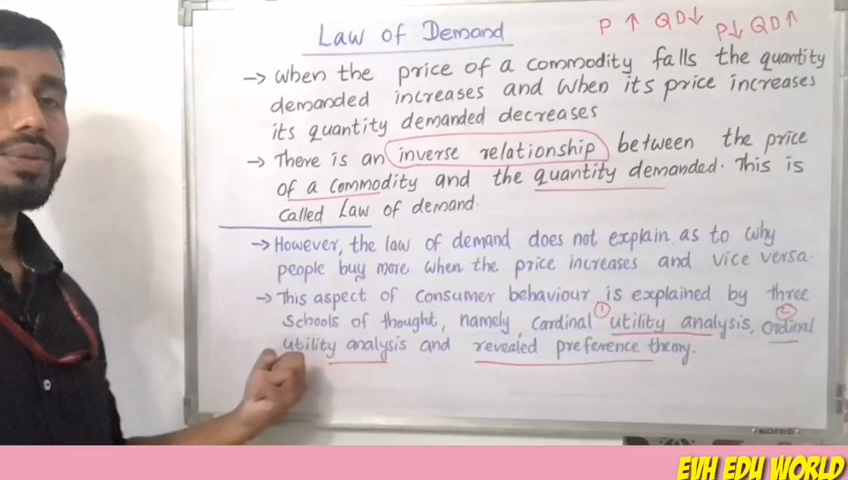 Law of Demand
P ↑ QD↓ P↓ QD↑
→ When the price of a commodity falls the quantity
demanded increases and when its price increases
its quantity demanded decreases
→ There is an inverse relationship between the price
of a commodity and the quantity demanded. This is
called Law of demand.
→ However, the law of demand does not explain as to why
people buy more when the price increases and vice versa.
→ This aspect of consumer behaviour is explained by three
schools of thought, namely, cardinal ① utility analysis, ② ordinal
utility analysis and revealed preference theory.
EVH EDU WORLD